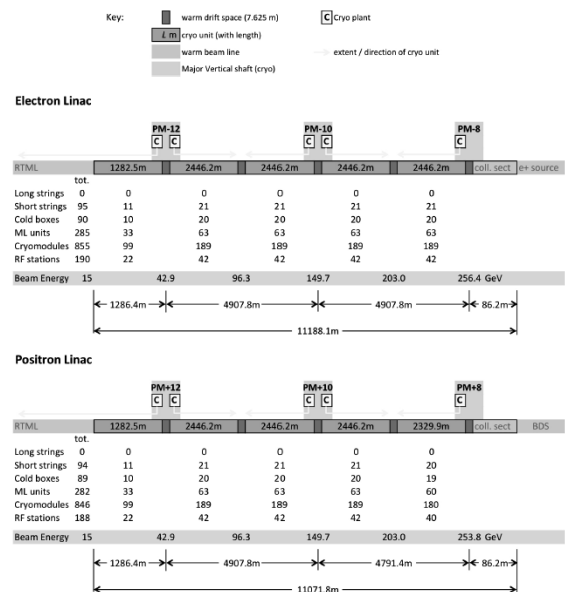 Key:
warm drift space (7.625 m)
C Cryo plant
L m cryo unit (with length)
warm beam line
extent / direction of cryo unit
Major Vertical shaft (cryo)
Electron Linac
PM-12 PM-10 PM-8
C C C C C
RTML 1282.5m 2446.2m 2446.2m 2446.2m 2446.2m coll. sect e+ source
tot.
Long strings 0 0 0 0 0 0
Short strings 95 11 21 21 21 21
Cold boxes 90 10 20 20 20 20
ML units 285 33 63 63 63 63
Cryomodules 855 99 189 189 189 180
RF stations 190 22 42 42 42 42
Beam Energy 15 42.9 96.3 149.7 203.0 256.4 GeV
1286.4m 4907.8m 4907.8m 86.2m
11188.1m
Positron Linac
PM+12 PM+10 PM+8
C C C C C
RTML 1282.5m 2446.2m 2446.2m 2446.2m 2329.9m coll. sect BDS
tot.
Long strings 0 0 0 0 0 0
Short strings 94 11 21 21 21 20
Cold boxes 89 10 20 20 20 19
ML units 282 33 63 63 63 60
Cryomodules 846 99 189 189 189 180
RF stations 188 22 42 42 42 40
Beam Energy 15 42.9 96.3 149.7 203.0 253.8 GeV
1286.4m 4907.8m 4791.4m 86.2m
11071.8m